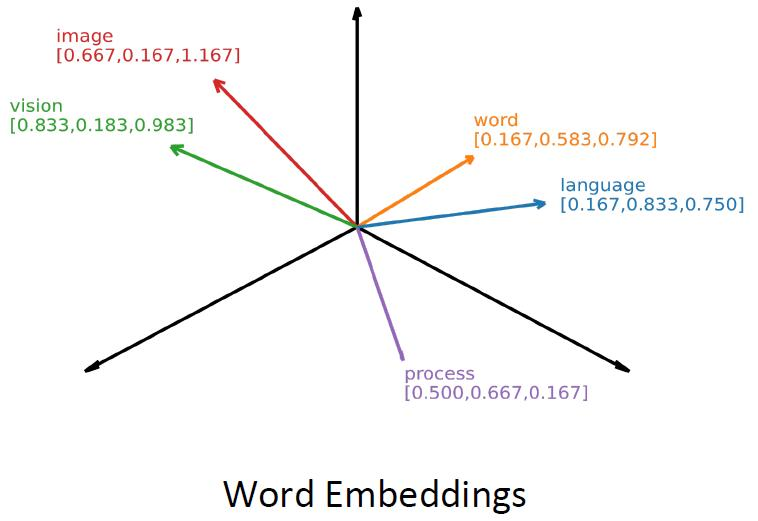 image
[0.667,0.167,1.167]
vision
[0.833,0.183,0.983]
word
[0.167,0.583,0.792]
language
[0.167,0.833,0.750]
process
[0.500,0.667,0.167]
Word Embeddings